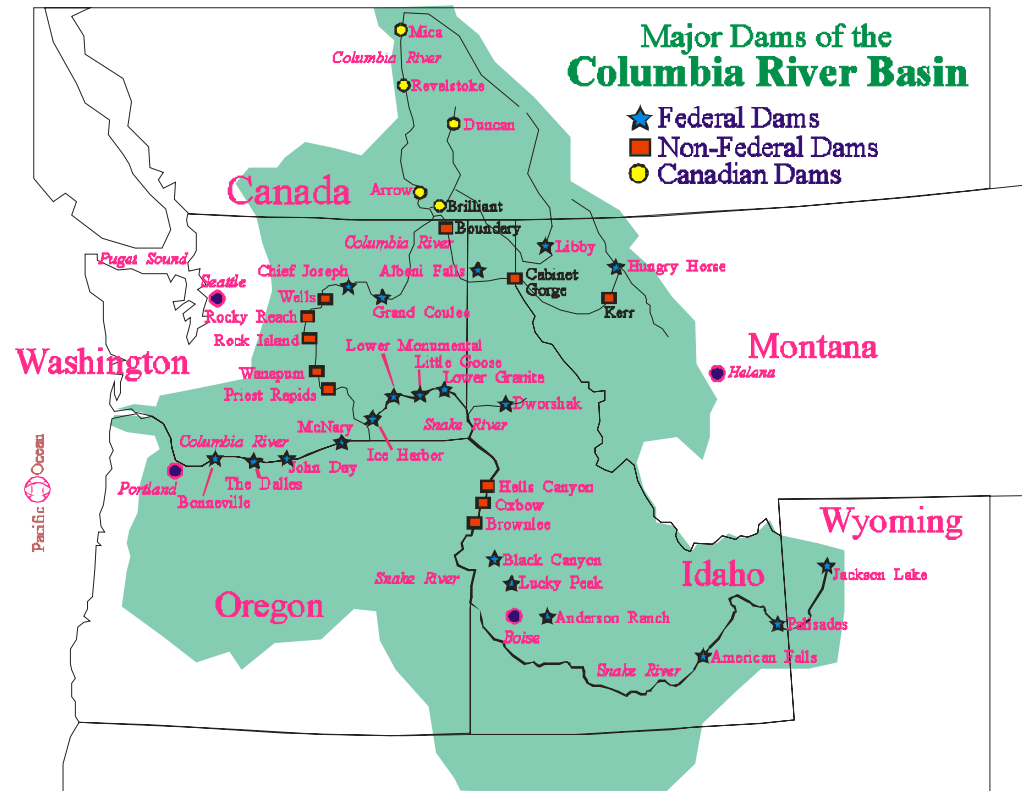 Major Dams of the
Columbia River Basin
Federal Dams
Non-Federal Dams
Canadian Dams
Mica
Columbia River
Revelstoke
Duncan
Canada
Arrow
Brilliant
Boundary
Columbia River
Libby
Puget Sound
Seattle
Chief Joseph
Albeni Falls
Cabinet
Gorge
Hungry Horse
Wells
Grand Coulee
Kerr
Rocky Reach
Rock Island
Lower Monumental
Little Goose
Lower Granite
Washington
Montana
Helana
Wanapum
Priest Rapids
Dworshak
McNary
Snake River
Columbia River
Ice Harbor
John Day
The Dalles
Portland
Bonneville
Pacific Ocean
Hells Canyon
Oxbow
Brownlee
Wyoming
Black Canyon
Snake River
Lucky Peak
Idaho
Jackson Lake
Oregon
Anderson Ranch
Boise
Palisades
American Falls
Snake River